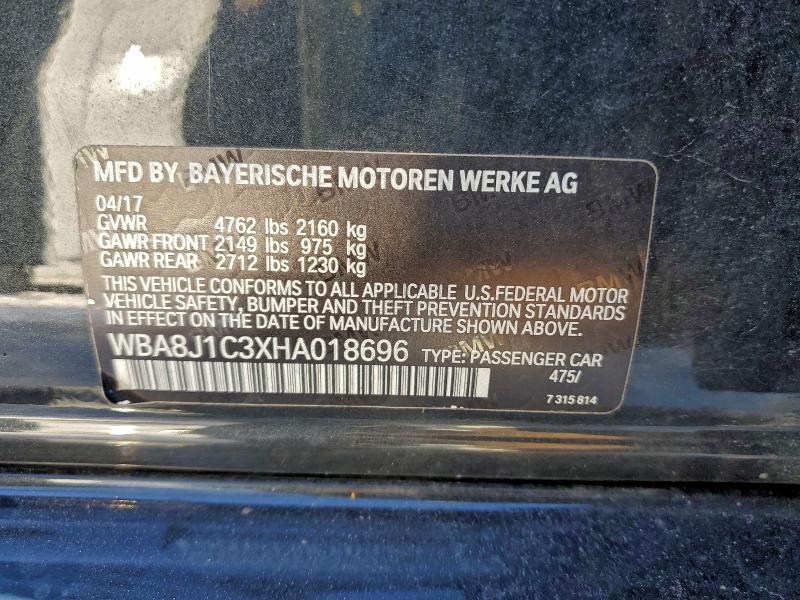 MFD BY BAYERISCHE MOTOREN WERKE AG
04/17
GVWR 4762 lbs 2160 kg
GAWR FRONT 2149 lbs 975 kg
GAWR REAR 2712 lbs 1230 kg
THIS VEHICLE CONFORMS TO ALL APPLICABLE U.S.FEDERAL MOTOR
VEHICLE SAFETY, BUMPER AND THEFT PREVENTION STANDARDS
IN EFFECT ON THE DATE OF MANUFACTURE SHOWN ABOVE.
WBA8J1C3XHA018696 TYPE: PASSENGER CAR
475/
7 315 814